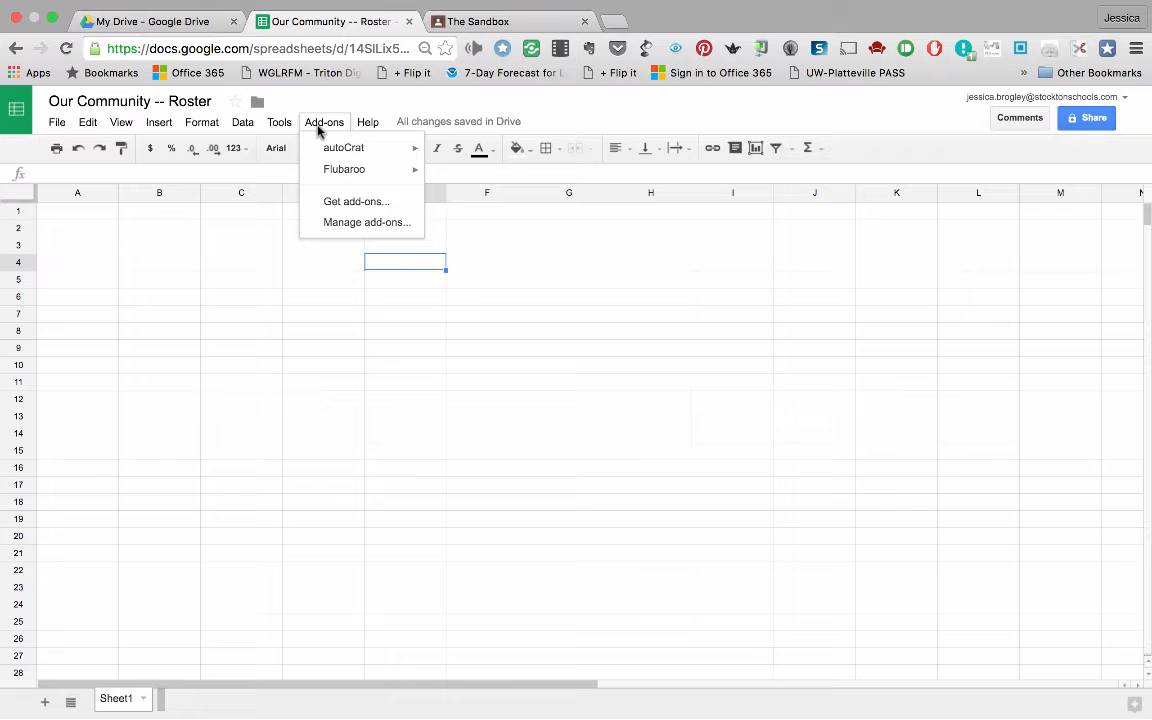 My Drive - Google Drive
Our Community -- Roster -
The Sandbox
Jessica
https://docs.google.com/spreadsheets/d/14SlLix5...
Apps
Bookmarks
Office 365
WGLRFM - Triton Dig
+ Flip it
7-Day Forecast for L
+ Flip it
Sign in to Office 365
UW-Platteville PASS
»
Other Bookmarks
Our Community -- Roster
jessica.brogley@stocktonschools.com
File Edit View Insert Format Data Tools Add-ons Help All changes saved in Drive
Comments
Share
$ % .0 .00 123 Arial
autoCrat
Flubaroo
Get add-ons...
Manage add-ons...
fx
A B C F G H I J K L M N
1
2
3
4
5
6
7
8
9
10
11
12
13
14
15
16
17
18
19
20
21
22
23
24
25
26
27
28
Sheet1